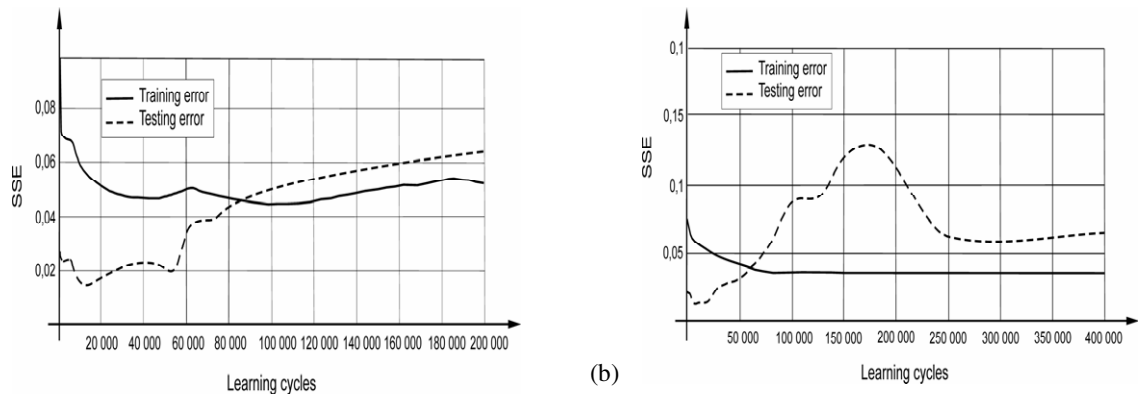 0,08
0,06
0,04
0,02
SSE
Training error
Testing error
20 000 40 000 60 000 80 000 100 000 120 000 140 000 160 000 180 000 200 000
Learning cycles
(b)
0,1
0,15
0,1
0,05
SSE
Training error
Testing error
50 000 100 000 150 000 200 000 250 000 300 000 350 000 400 000
Learning cycles